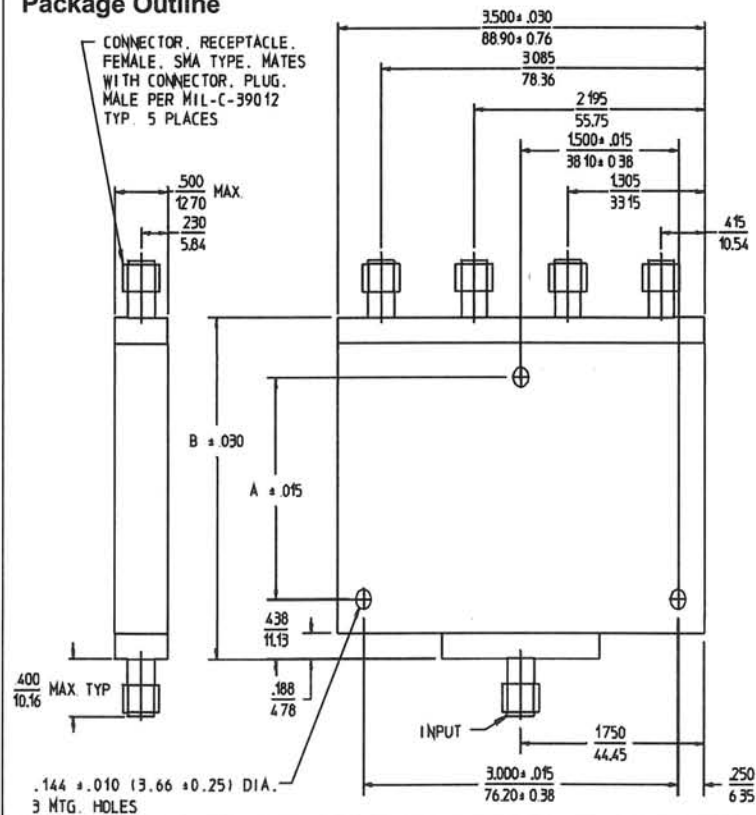 Package Outline
CONNECTOR, RECEPTACLE,
FEMALE, SMA TYPE, MATES
WITH CONNECTOR, PLUG,
MALE PER MIL-C-39012
TYP. 5 PLACES
3.500± .030
88.90± 0.76
3 085
78.36
2 195
55.75
1.500± .015
38 10± 0 38
1.305
33 15
.415
10.54
.500 MAX.
12 70
.230
5.84
B ± .030
A ± .015
.438
11.13
.400 MAX. TYP
10.16
.188
4 78
INPUT
1 750
44.45
.144 ±.010 (3.66 ±0.25) DIA.
3 MTG. HOLES
3.000± .015
76.20± 0.38
.250
6 35